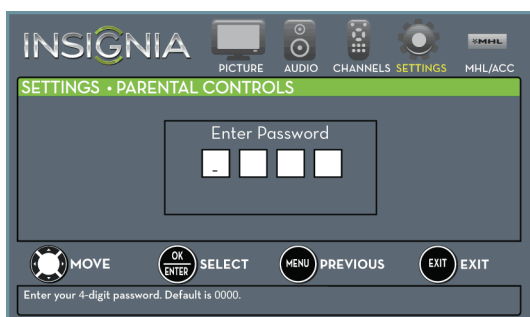 INSIGNIA
PICTURE AUDIO CHANNELS SETTINGS MHL MHL/ACC
SETTINGS • PARENTAL CONTROLS
Enter Password
-
MOVE OK ENTER SELECT MENU PREVIOUS EXIT EXIT
Enter your 4-digit password. Default is 0000.